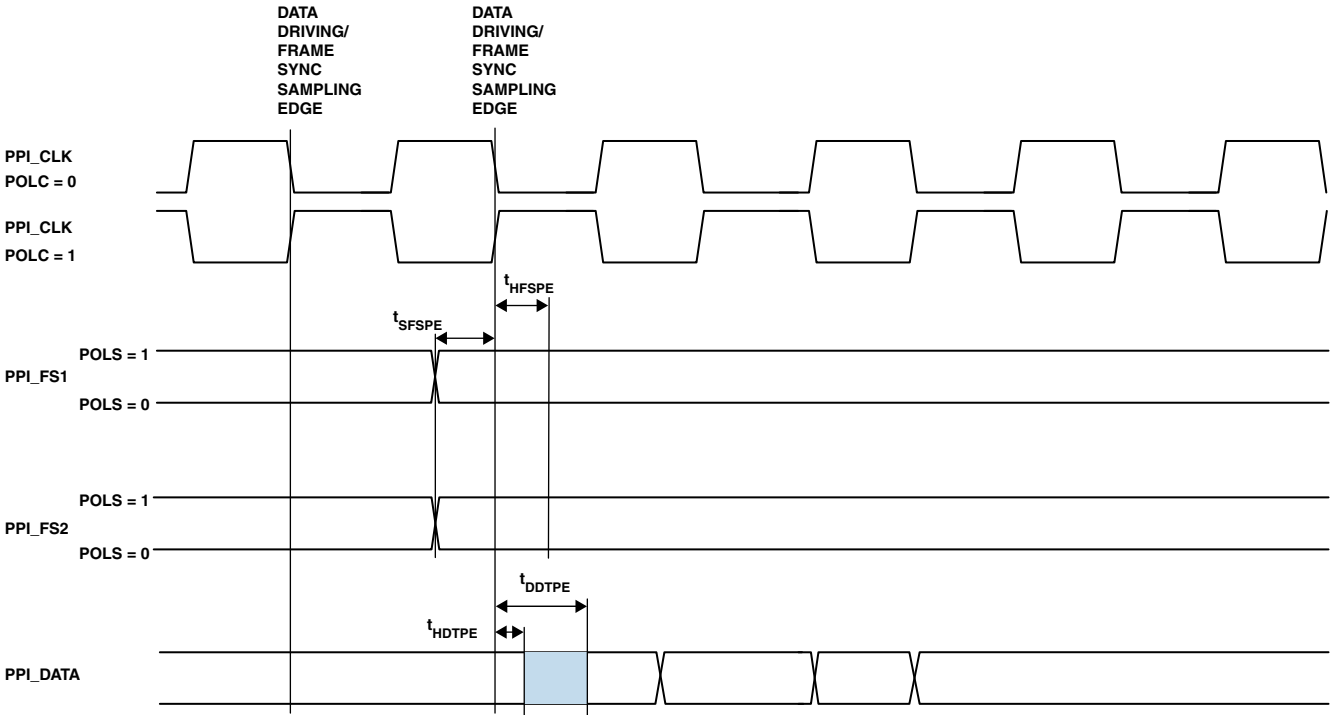 DATA
DRIVING/
FRAME
SYNC
SAMPLING
EDGE
DATA
DRIVING/
FRAME
SYNC
SAMPLING
EDGE
PPI_CLK
POLC = 0
PPI_CLK
POLC = 1
tHFSPE
tSFSPE
POLS = 1
PPI_FS1
POLS = 0
POLS = 1
PPI_FS2
POLS = 0
tDDTPE
tHDTPE
PPI_DATA